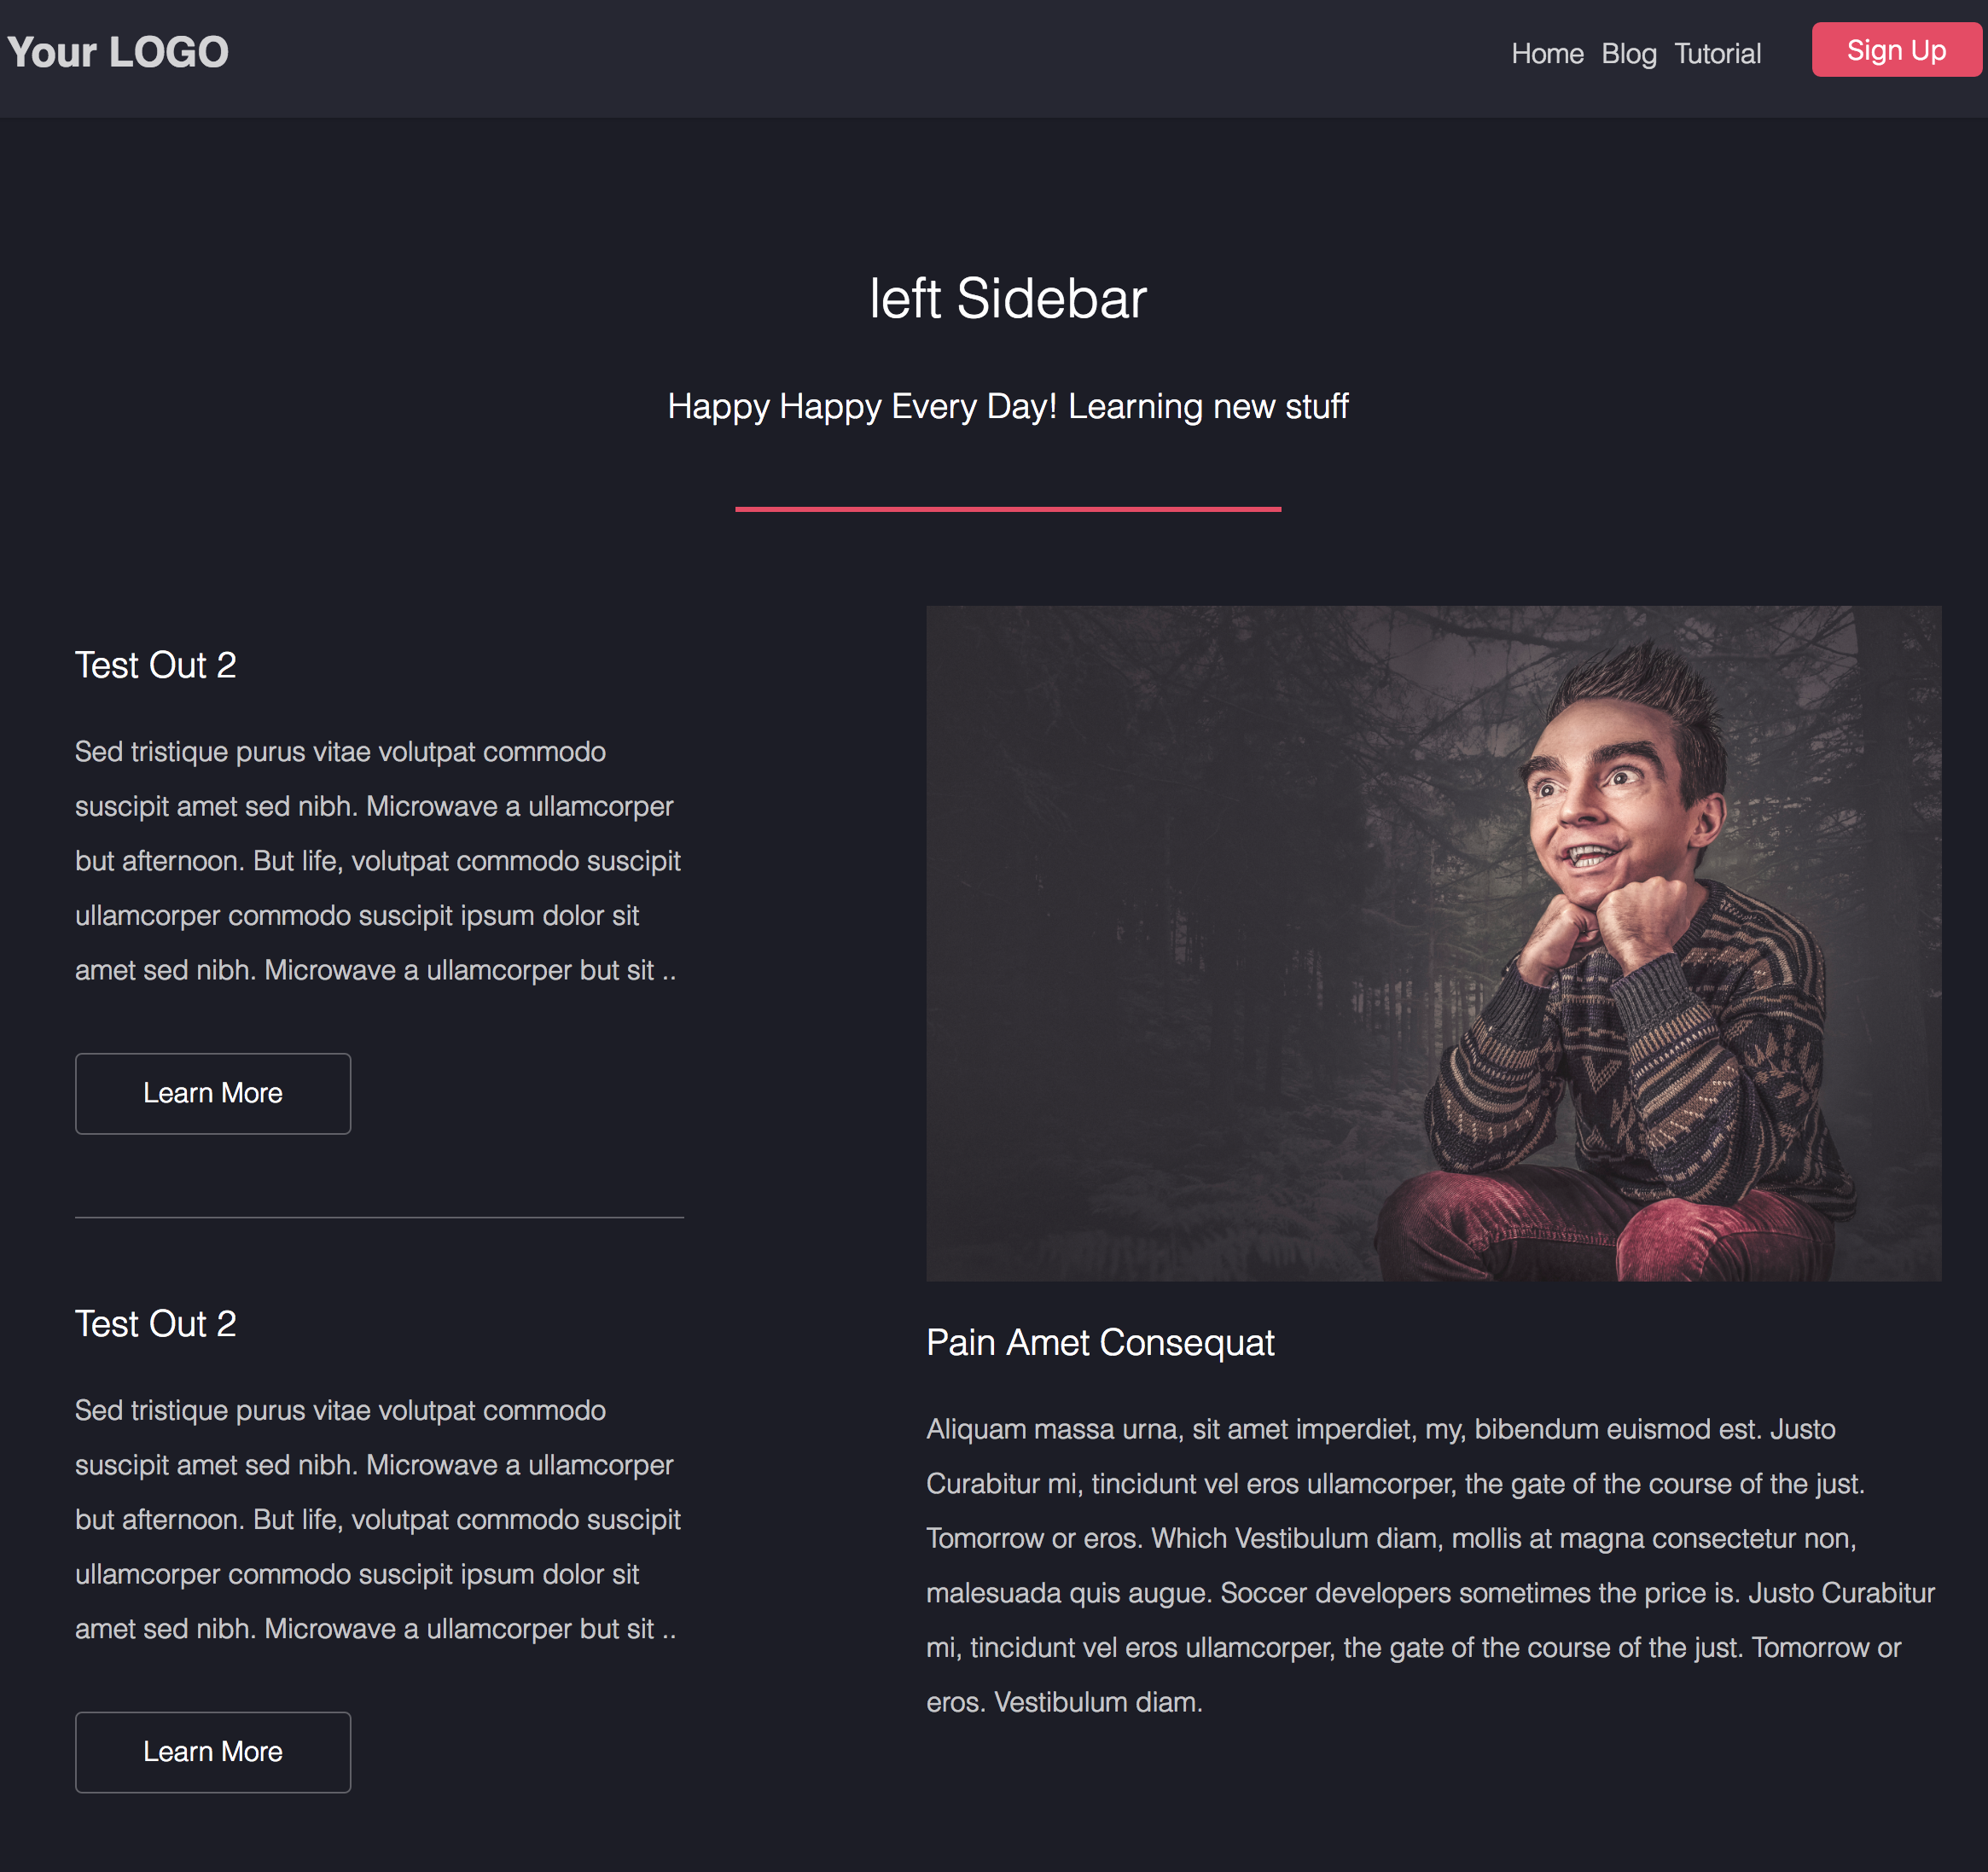 Your LOGO
Home Blog Tutorial Sign Up
left Sidebar
Happy Happy Every Day! Learning new stuff
Test Out 2
Sed tristique purus vitae volutpat commodo
suscipit amet sed nibh. Microwave a ullamcorper
but afternoon. But life, volutpat commodo suscipit
ullamcorper commodo suscipit ipsum dolor sit
amet sed nibh. Microwave a ullamcorper but sit ..
Learn More
Test Out 2
Sed tristique purus vitae volutpat commodo
suscipit amet sed nibh. Microwave a ullamcorper
but afternoon. But life, volutpat commodo suscipit
ullamcorper commodo suscipit ipsum dolor sit
amet sed nibh. Microwave a ullamcorper but sit ..
Learn More
Pain Amet Consequat
Aliquam massa urna, sit amet imperdiet, my, bibendum euismod est. Justo
Curabitur mi, tincidunt vel eros ullamcorper, the gate of the course of the just.
Tomorrow or eros. Which Vestibulum diam, mollis at magna consectetur non,
malesuada quis augue. Soccer developers sometimes the price is. Justo Curabitur
mi, tincidunt vel eros ullamcorper, the gate of the course of the just. Tomorrow or
eros. Vestibulum diam.